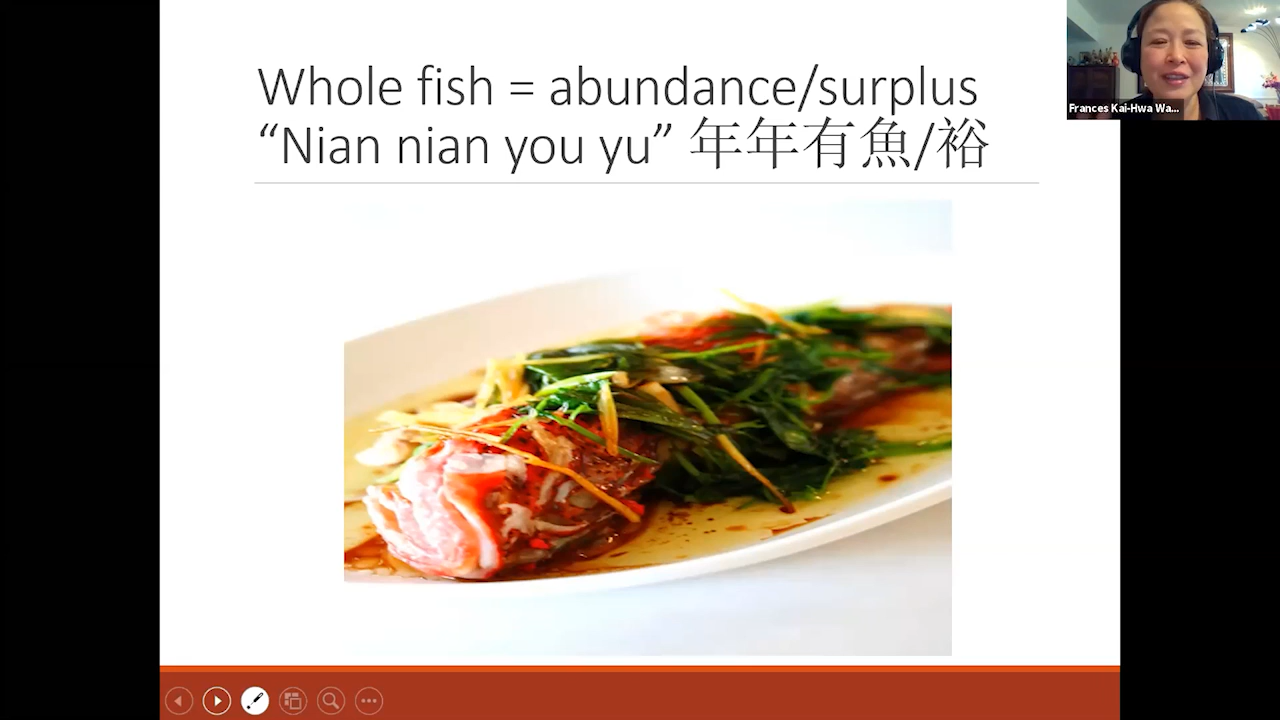 Whole fish = abundance/surplus
“Nian nian you yu” 年年有魚/裕
Frances Kai-Hwa Wa...